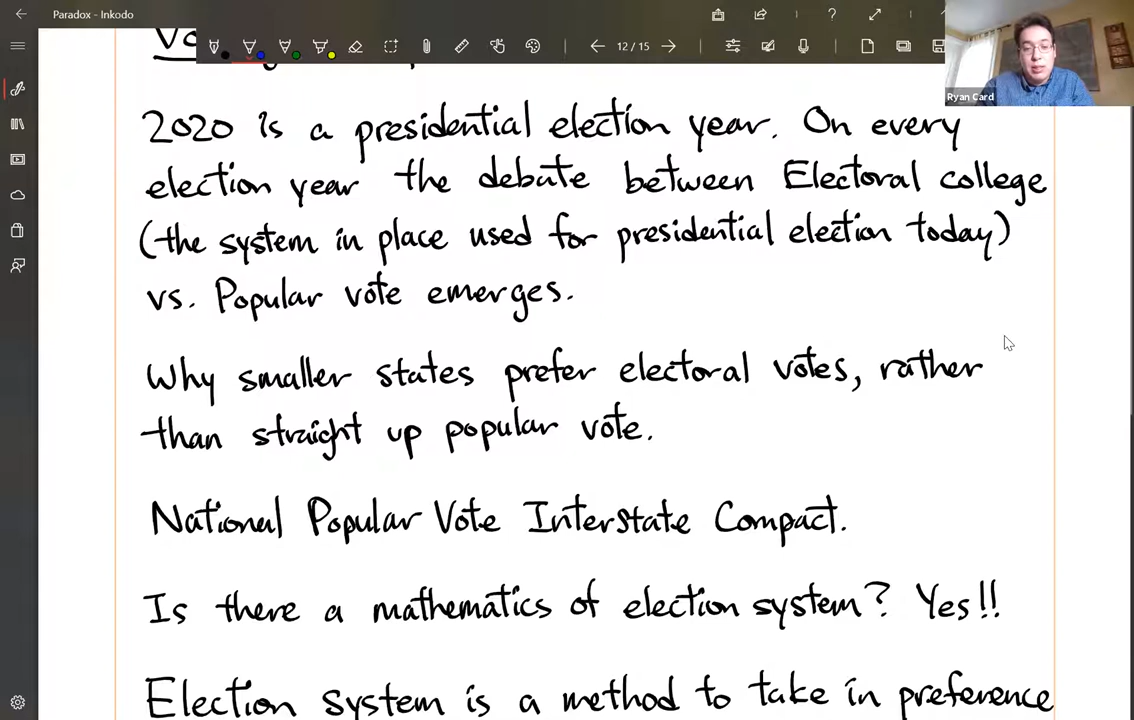 Paradox - Inkodo
12 / 15
Ryan Card
2020 is a presidential election year. On every
election year the debate between Electoral college
(the system in place used for presidential election today)
vs. Popular vote emerges.
Why smaller states prefer electoral votes, rather
than straight up popular vote.
National Popular Vote Interstate Compact.
Is there a mathematics of election system? Yes!!
Election system is a method to take in preference